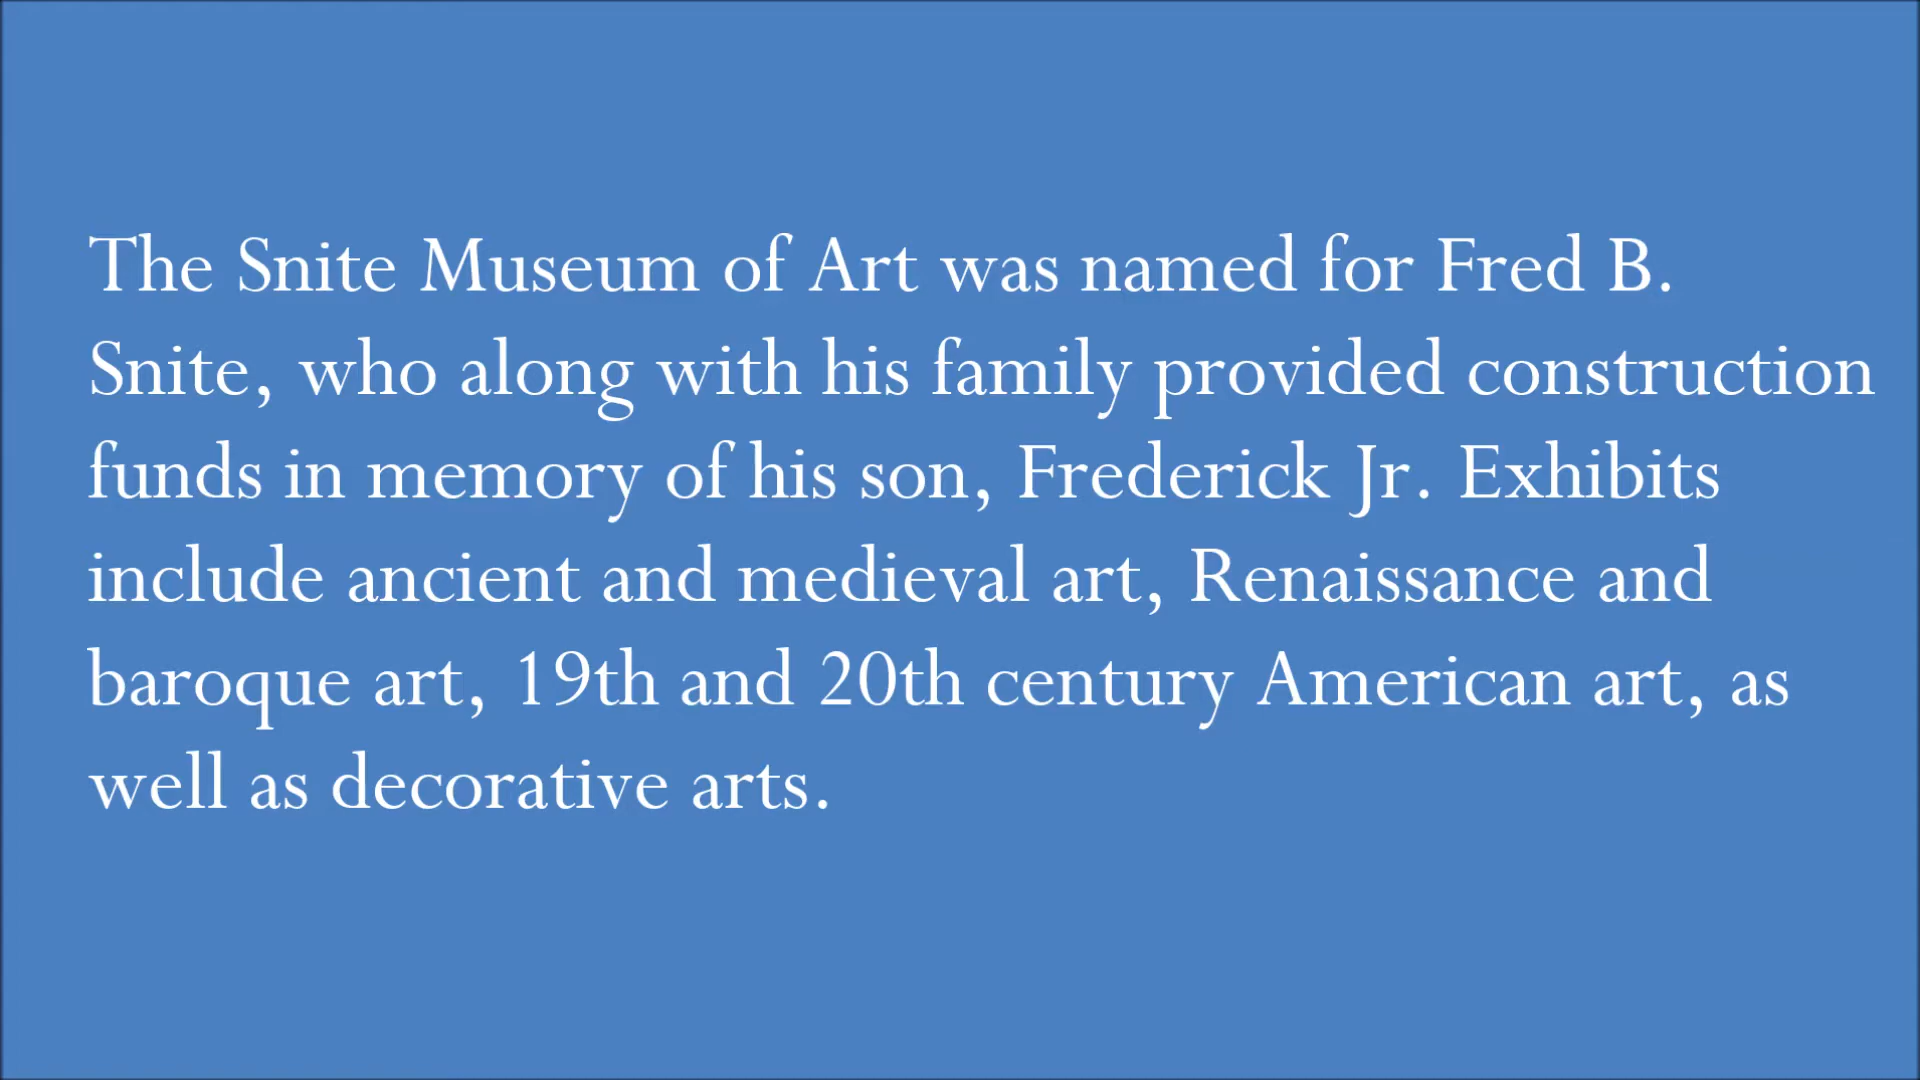 The Snite Museum of Art was named for Fred B.
Snite, who along with his family provided construction
funds in memory of his son, Frederick Jr. Exhibits
include ancient and medieval art, Renaissance and
baroque art, 19th and 20th century American art, as
well as decorative arts.